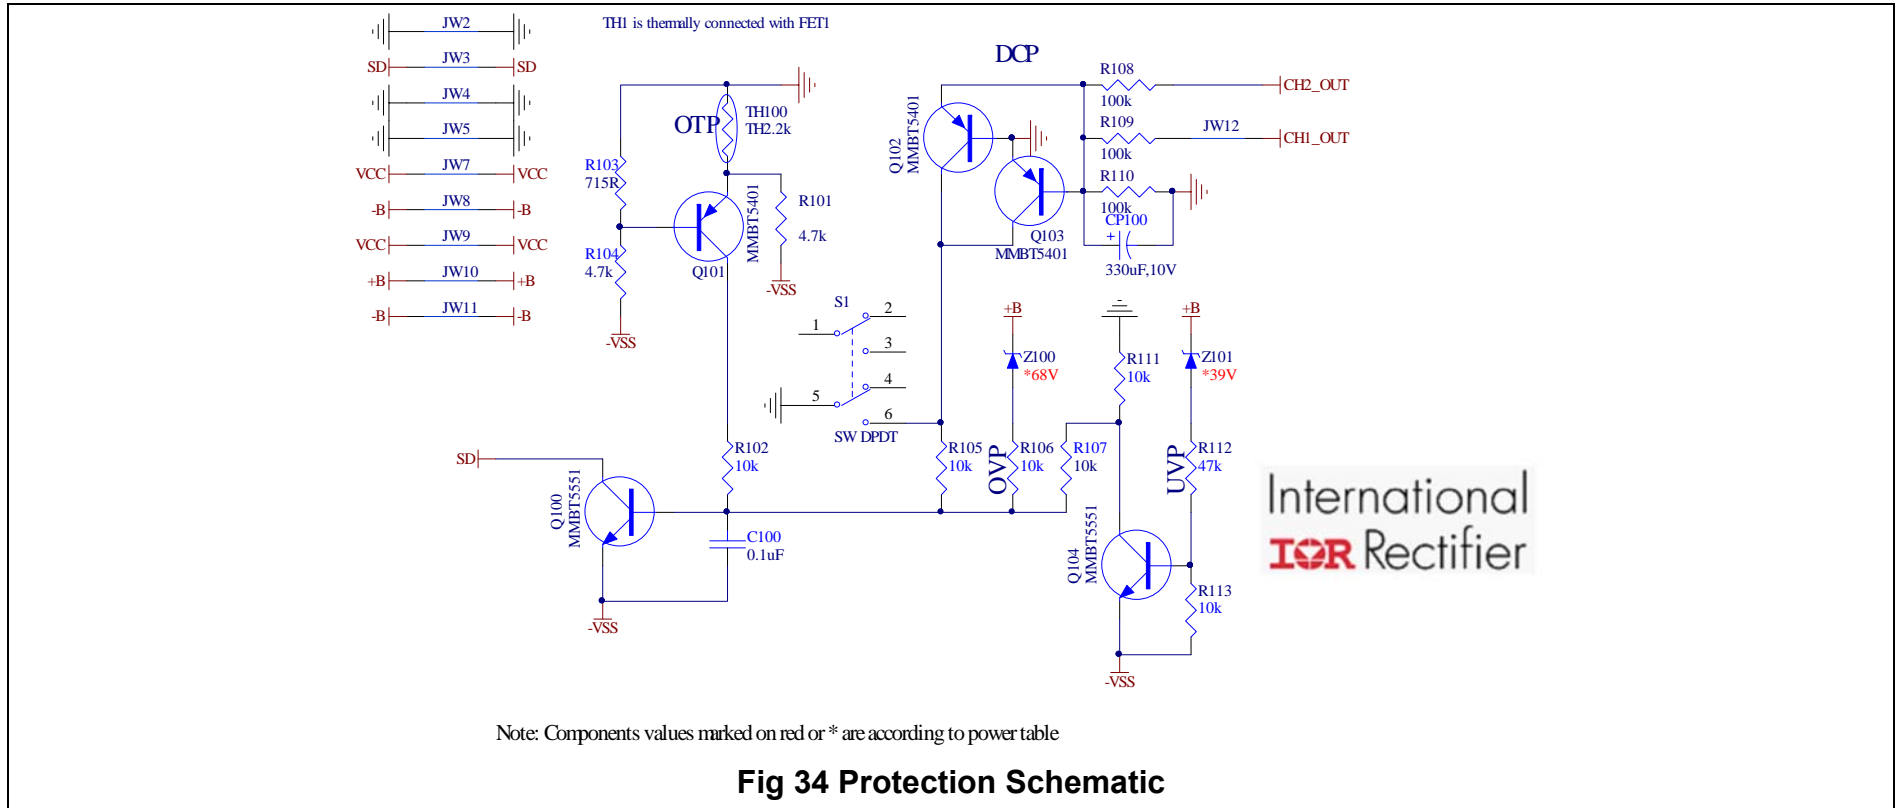 TH1 is thermally connected with FET1
JW2
SD JW3 SD
JW4
JW5
VCC JW7 VCC
-B JW8 -B
VCC JW9 VCC
+B JW10 +B
-B JW11 -B
OTP
TH100
TH2.2k
R103
715R
R104
4.7k
-VSS
Q101
MMBT5401
R101
4.7k
-VSS
DCP
Q102
MMBT5401
Q103
MMBT5401
R108
100k
CH2_OUT
R109
100k
JW12
CH1_OUT
R110
100k
CP100
+
330uF,10V
S1
1
2
3
4
5
6
SW DPDT
+B
Z100
*68V
R111
10k
+B
Z101
*39V
R102
10k
R105
10k
OVP
R106
10k
R107
10k
UVP
R112
47k
SD
Q100
MMBT5551
C100
0.1uF
-VSS
Q104
MMBT5551
R113
10k
-VSS
International
IOR Rectifier
Note: Components values marked on red or * are according to power table
Fig 34 Protection Schematic